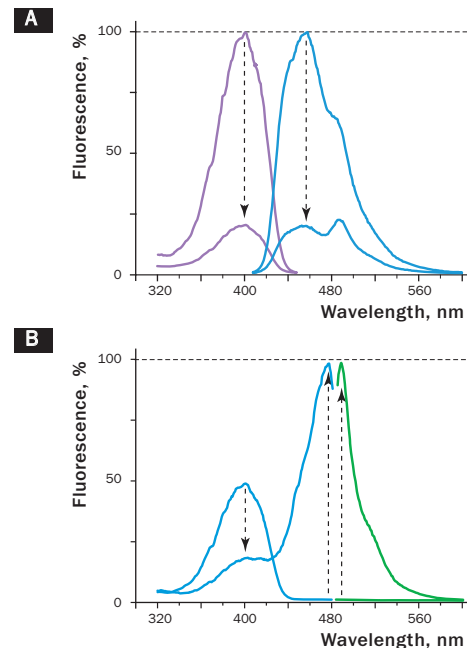 A
Fluorescence, %
100
50
0
320 400 480 560
Wavelength, nm
B
Fluorescence, %
100
50
0
320 400 480 560
Wavelength, nm